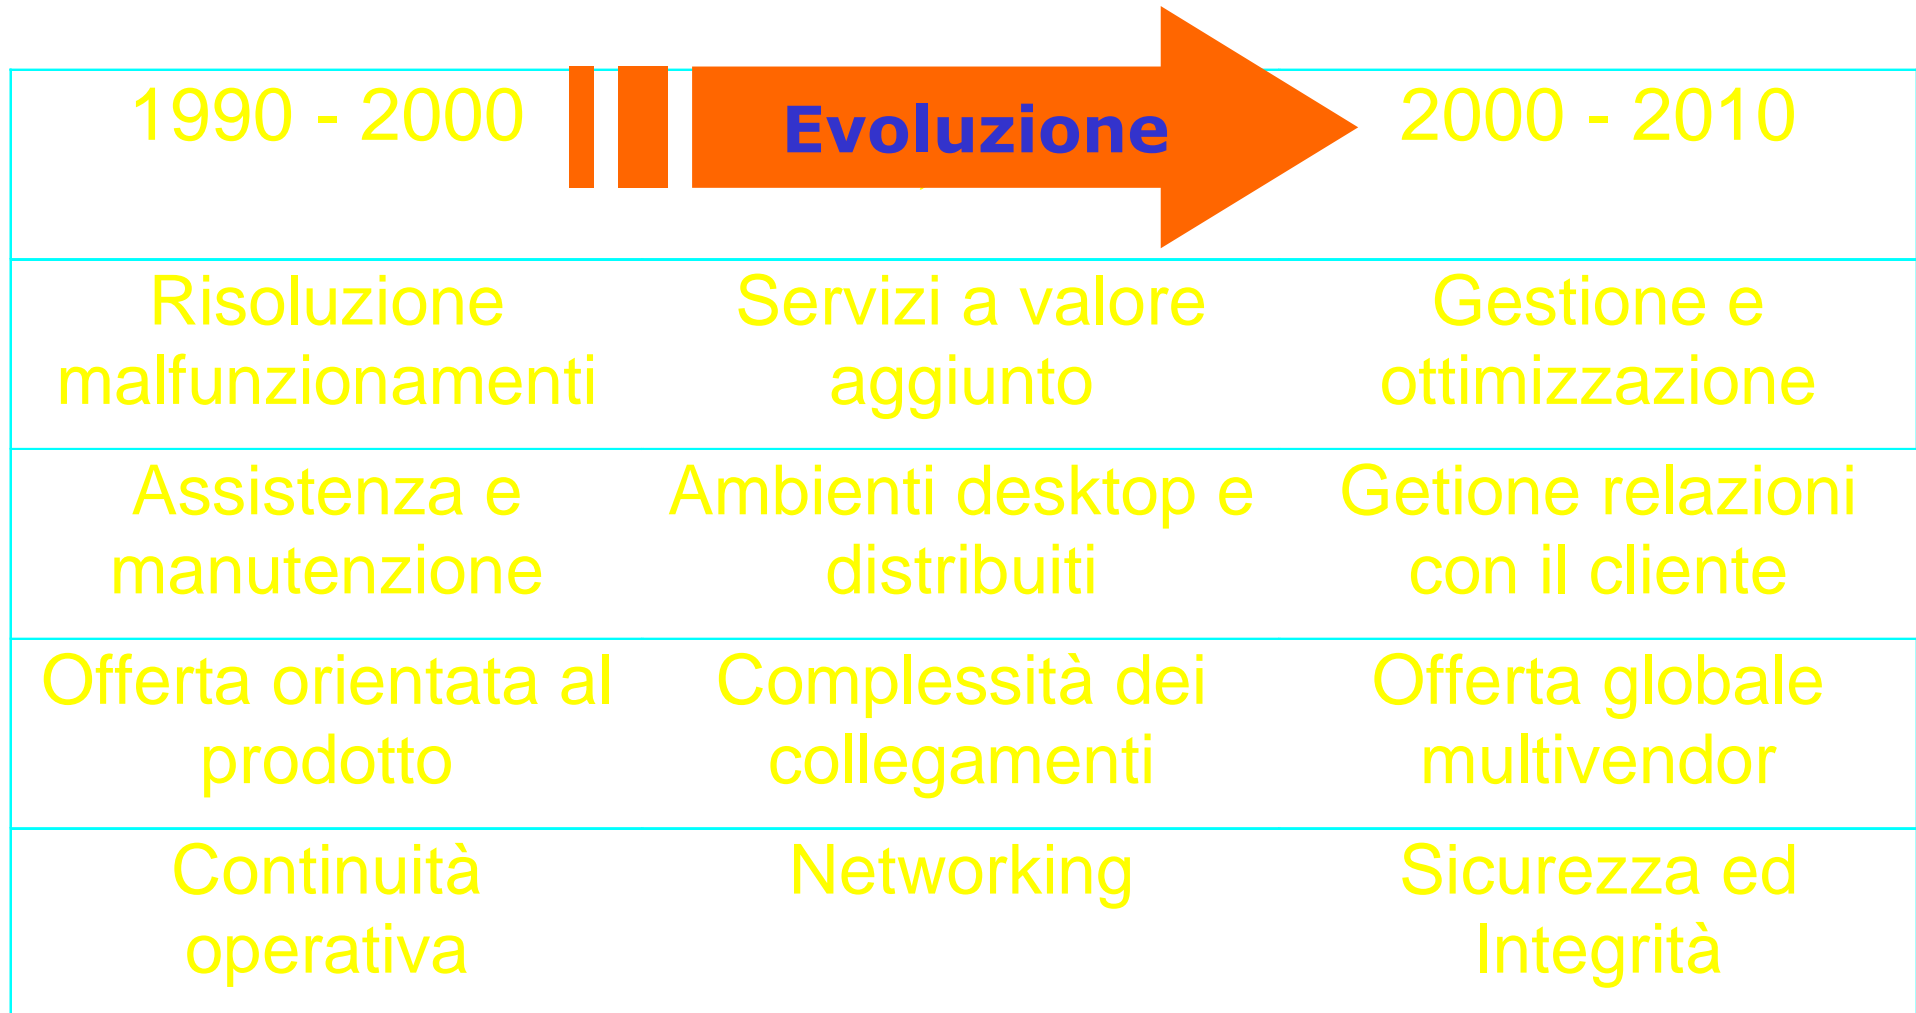 1990 - 2000
Evoluzione
2000 - 2010
Risoluzione
malfunzionamenti
Servizi a valore
aggiunto
Gestione e
ottimizzazione
Assistenza e
manutenzione
Ambienti desktop e
distribuiti
Getione relazioni
con il cliente
Offerta orientata al
prodotto
Complessità dei
collegamenti
Offerta globale
multivendor
Continuità
operativa
Networking
Sicurezza ed
Integrità